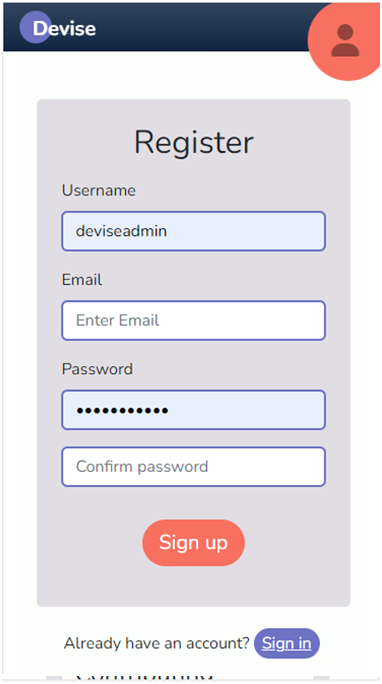 Devise
Register
Username
deviseadmin
Email
Enter Email
Password
•••••••••••
Confirm password
Sign up
Already have an account? Sign in